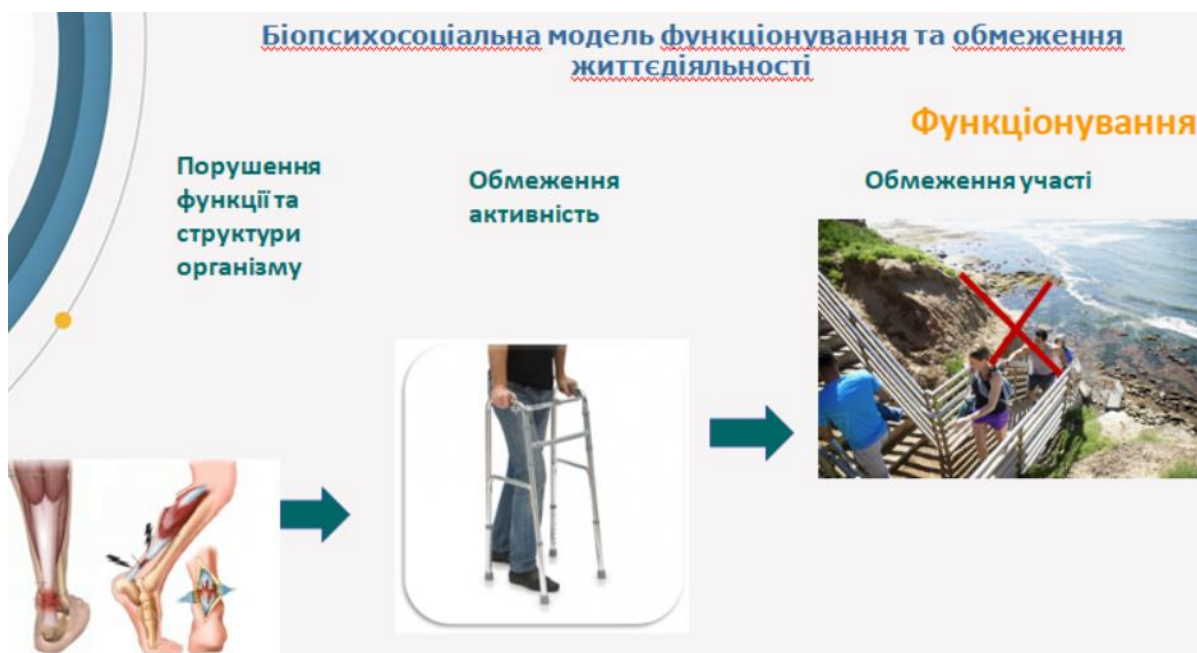 Біопсихосоціальна модель функціонування та обмеження
життєдіяльності
Функціонування
Порушення
функції та
структури
організму
Обмеження
активність
Обмеження участі